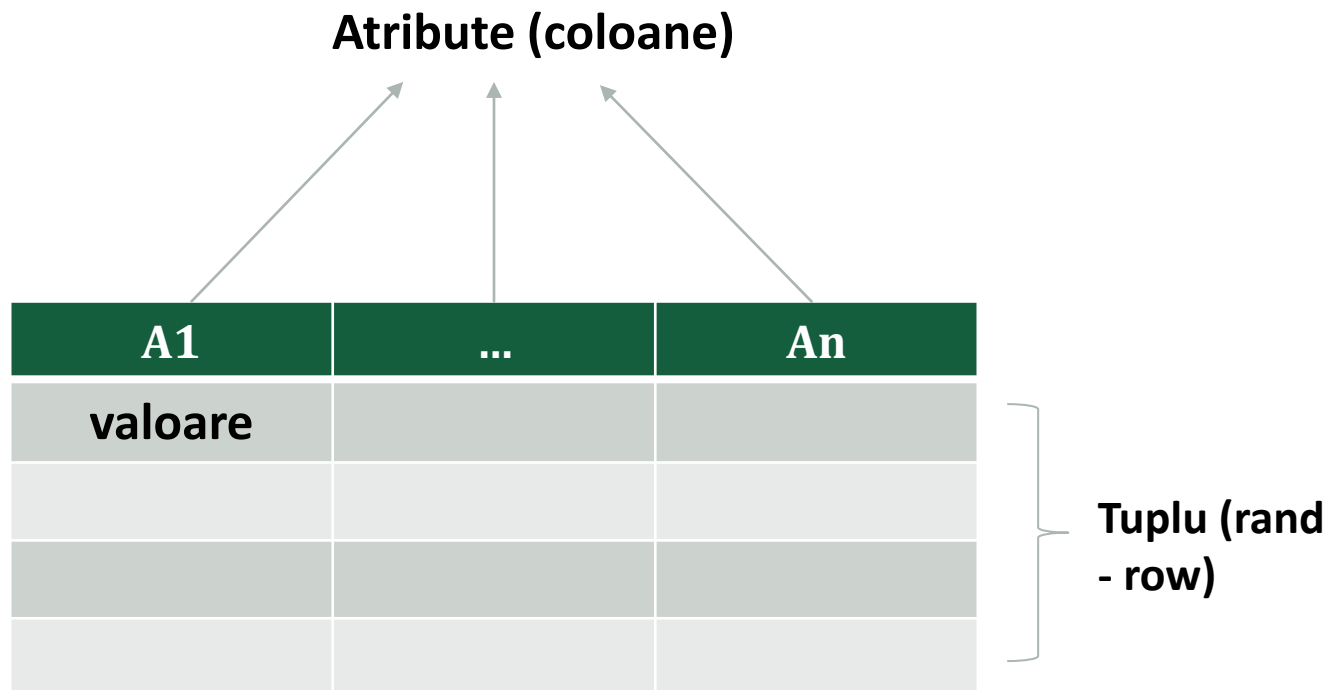 Atribute (coloane)
A1 ... An
valoare
Tuplu (rand
- row)